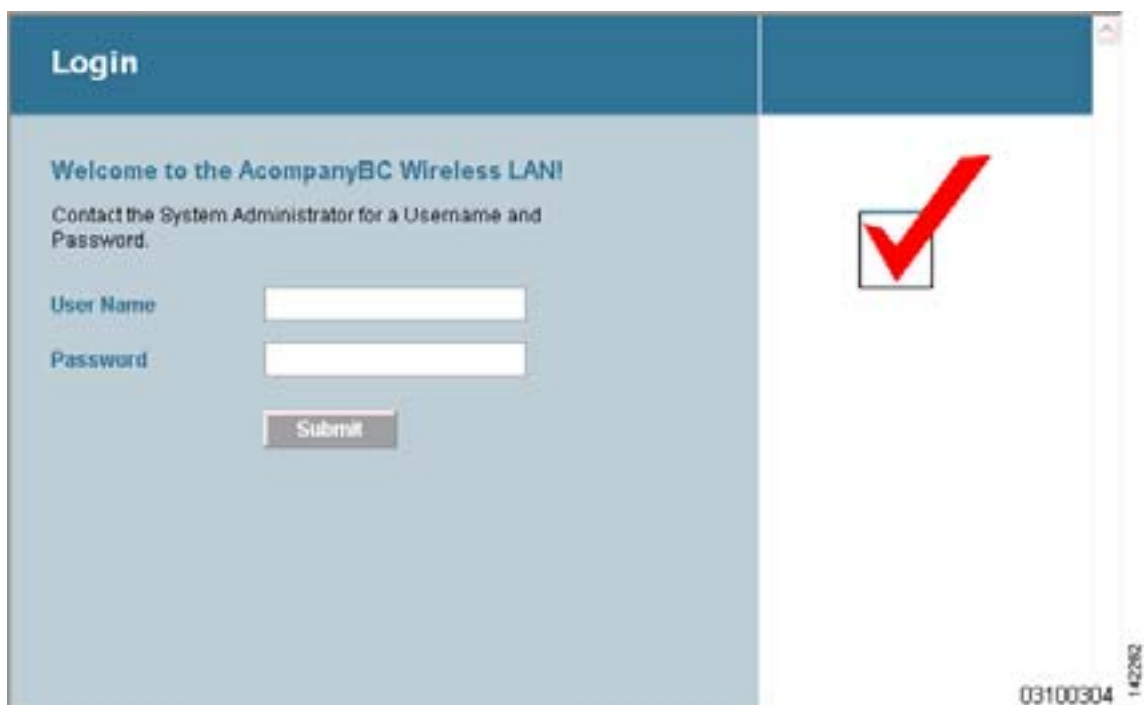 Login
Welcome to the AcompanyBC Wireless LAN!
Contact the System Administrator for a Username and
Password.
User Name
Password
Submit
03100304
142262